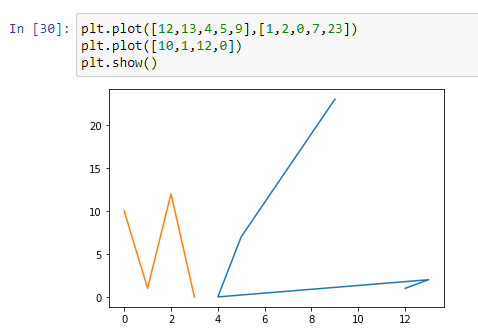 In [30]: plt.plot([12,13,4,5,9],[1,2,0,7,23])
plt.plot([10,1,12,0])
plt.show()
20
15
10
5
0
0 2 4 6 8 10 12